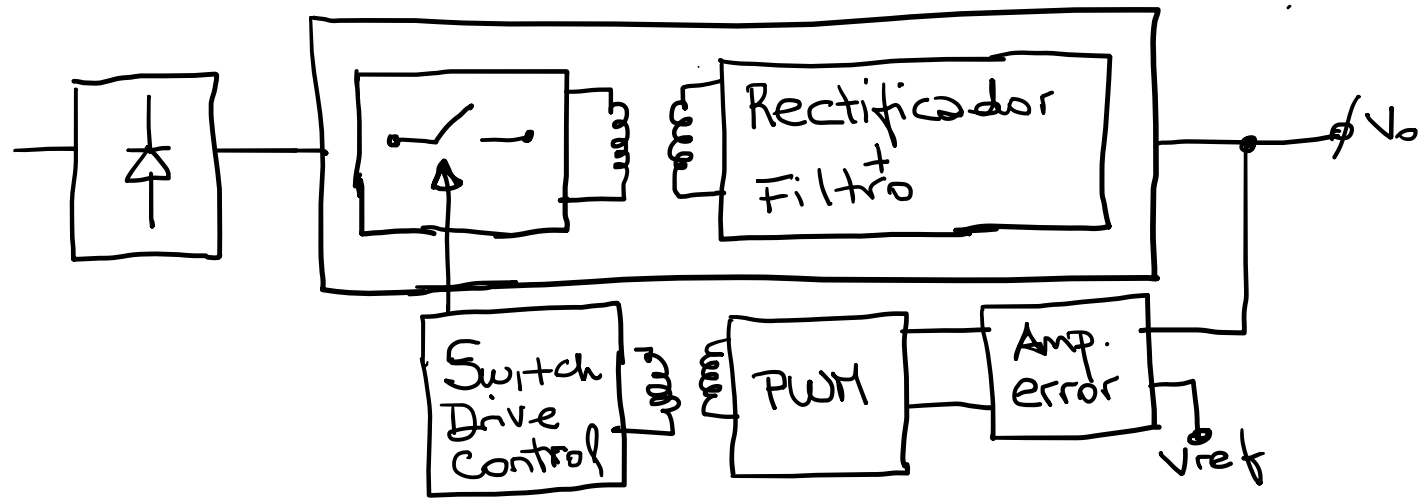 Rectificador
+
Filtro
Vo
Switch
Drive
Control
PWM
Amp.
error
Vref